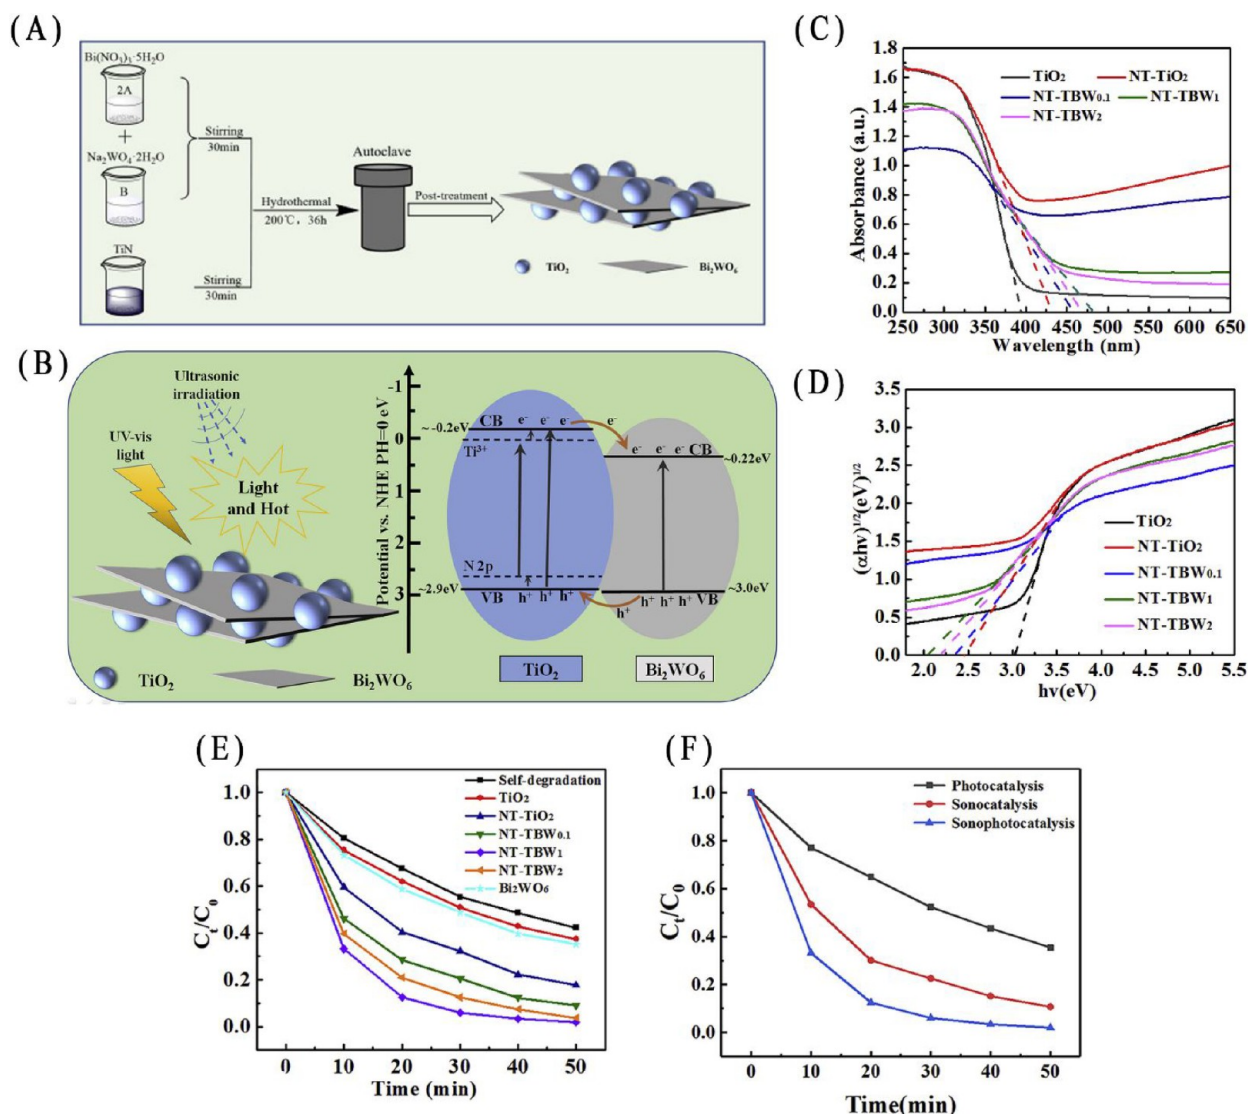 (A)
Bi(NO3)3·5H2O
2A
+
Na2WO4·2H2O
B
TiN
Stirring
30min
Stirring
30min
Hydrothermal
200℃, 36h
Autoclave
Post-treatment
TiO2
Bi2WO6
(B)
Ultrasonic
irradiation
UV-vis
light
Light
and Hot
TiO2
Bi2WO6
Potential vs. NHE PH=0 eV
-1
0
1
2
3
~-0.2eV
CB
e- e- e-
e-
Ti3+
N 2p
~2.9eV
VB
h+ h+ h+
h+
e- e- e- CB
~0.22eV
h+ h+ h+ VB
~3.0eV
TiO2
Bi2WO6
(C)
Absorbance (a.u.)
1.8
1.6
1.4
1.2
1.0
0.8
0.6
0.4
0.2
0.0
TiO2
NT-TiO2
NT-TBW0.1
NT-TBW1
NT-TBW2
250 300 350 400 450 500 550 600 650
Wavelength (nm)
(D)
(αhν)1/2(eV)1/2
3.5
3.0
2.5
2.0
1.5
1.0
0.5
0.0
TiO2
NT-TiO2
NT-TBW0.1
NT-TBW1
NT-TBW2
2.0 2.5 3.0 3.5 4.0 4.5 5.0 5.5
hv(eV)
(E)
Ct/C0
1.0
0.8
0.6
0.4
0.2
0.0
Self-degradation
TiO2
NT-TiO2
NT-TBW0.1
NT-TBW1
NT-TBW2
Bi2WO6
0 10 20 30 40 50
Time (min)
(F)
Ct/C0
1.0
0.8
0.6
0.4
0.2
0.0
Photocatalysis
Sonocatalysis
Sonophotocatalysis
0 10 20 30 40 50
Time(min)